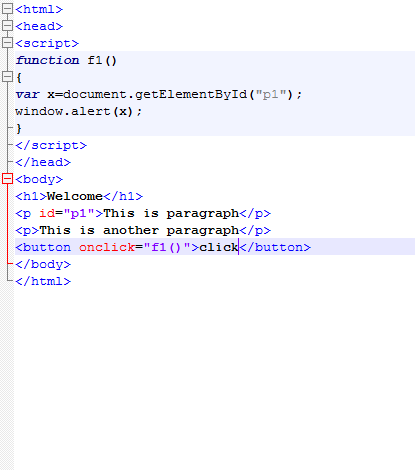 <html>
<head>
<script>
function f1()
{
var x=document.getElementById("p1");
window.alert(x);
}
</script>
</head>
<body>
<h1>Welcome</h1>
<p id="p1">This is paragraph</p>
<p>This is another paragraph</p>
<button onclick="f1()">click</button>
</body>
</html>